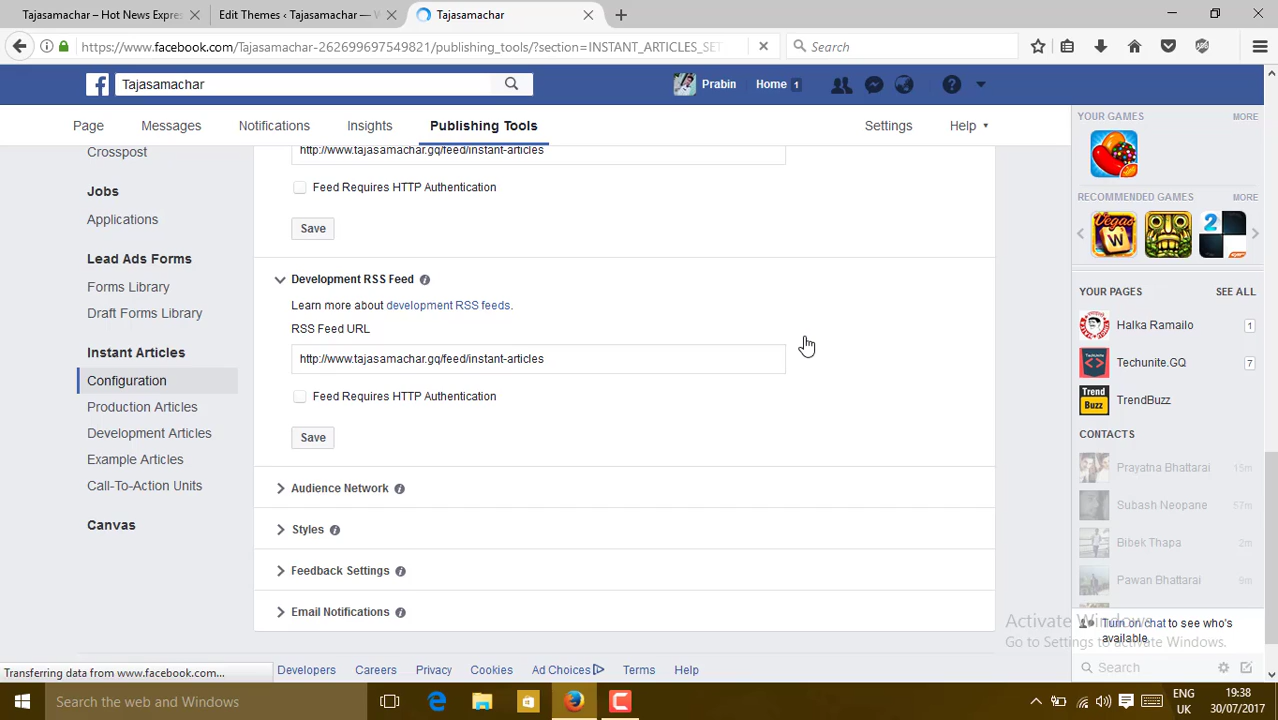 Tajasamachar – Hot News Expres
Edit Themes ‹ Tajasamachar — W
Tajasamachar
https://www.facebook.com/Tajasamachar-262699697549821/publishing_tools/?section=INSTANT_ARTICLES_SET
Search
Tajasamachar
Prabin
Home 1
Page
Messages
Notifications
Insights
Publishing Tools
Settings
Help
Crosspost
Jobs
Applications
Lead Ads Forms
Forms Library
Draft Forms Library
Instant Articles
Configuration
Production Articles
Development Articles
Example Articles
Call-To-Action Units
Canvas
http://www.tajasamachar.gq/feed/instant-articles
Feed Requires HTTP Authentication
Save
Development RSS Feed
Learn more about development RSS feeds.
RSS Feed URL
http://www.tajasamachar.gq/feed/instant-articles
Feed Requires HTTP Authentication
Save
Audience Network
Styles
Feedback Settings
Email Notifications
Developers
Careers
Privacy
Cookies
Ad Choices
Terms
Help
YOUR GAMES
MORE
RECOMMENDED GAMES
MORE
YOUR PAGES
SEE ALL
Halka Ramailo
1
Techunite.GQ
7
TrendBuzz
CONTACTS
Prayatna Bhattarai
15m
Subash Neopane
57m
Bibek Thapa
2m
Pawan Bhattarai
9m
Turn on chat to see who's
available.
Search
Activate Windows
Go to Settings to activate Windows.
Transferring data from www.facebook.com...
Search the web and Windows
ENG
UK
19:38
30/07/2017